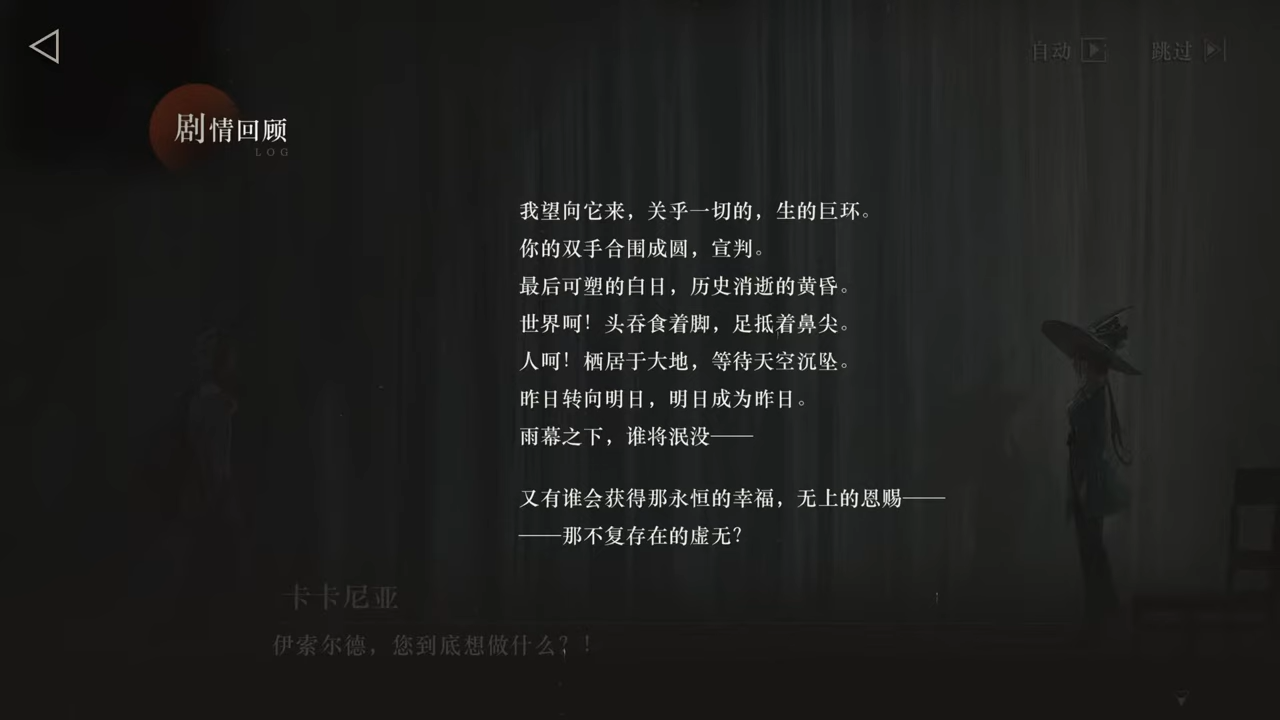 自动
跳过
剧情回顾
LOG
我望向它来，关乎一切的，生的巨环。
你的双手合围成圆，宣判。
最后可塑的白日，历史消逝的黄昏。
世界呵！头吞食着脚，足抵着鼻尖。
人呵！栖居于大地，等待天空沉坠。
昨日转向明日，明日成为昨日。
雨幕之下，谁将泯没——
又有谁会获得那永恒的幸福，无上的恩赐——
——那不复存在的虚无？
卡卡尼亚
伊索尔德，您到底想做什么？！